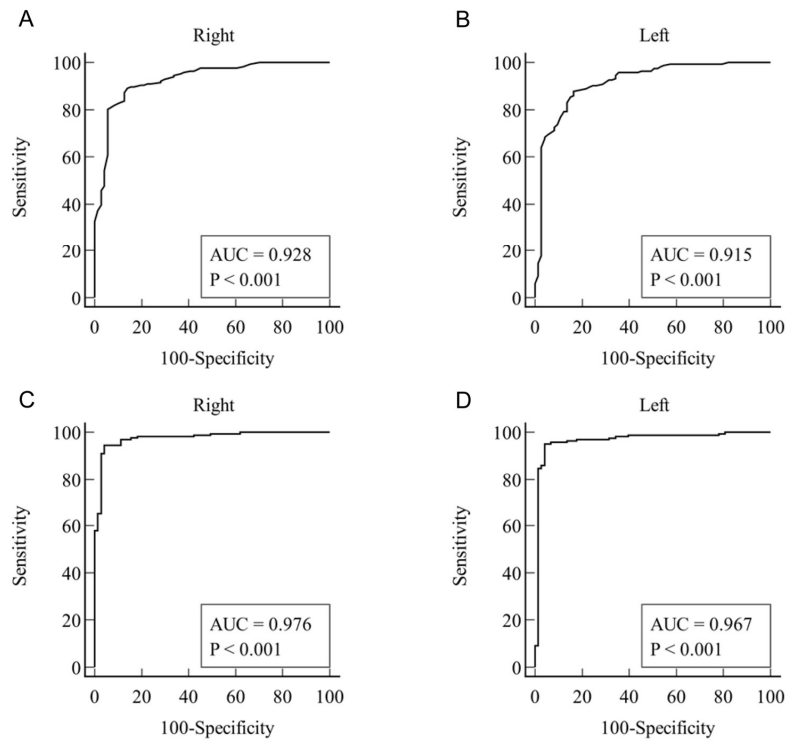 A
Right
Sensitivity
100
80
60
40
20
0
AUC = 0.928
P < 0.001
0 20 40 60 80 100
100-Specificity
B
Left
Sensitivity
100
80
60
40
20
0
AUC = 0.915
P < 0.001
0 20 40 60 80 100
100-Specificity
C
Right
Sensitivity
100
80
60
40
20
0
AUC = 0.976
P < 0.001
0 20 40 60 80 100
100-Specificity
D
Left
Sensitivity
100
80
60
40
20
0
AUC = 0.967
P < 0.001
0 20 40 60 80 100
100-Specificity